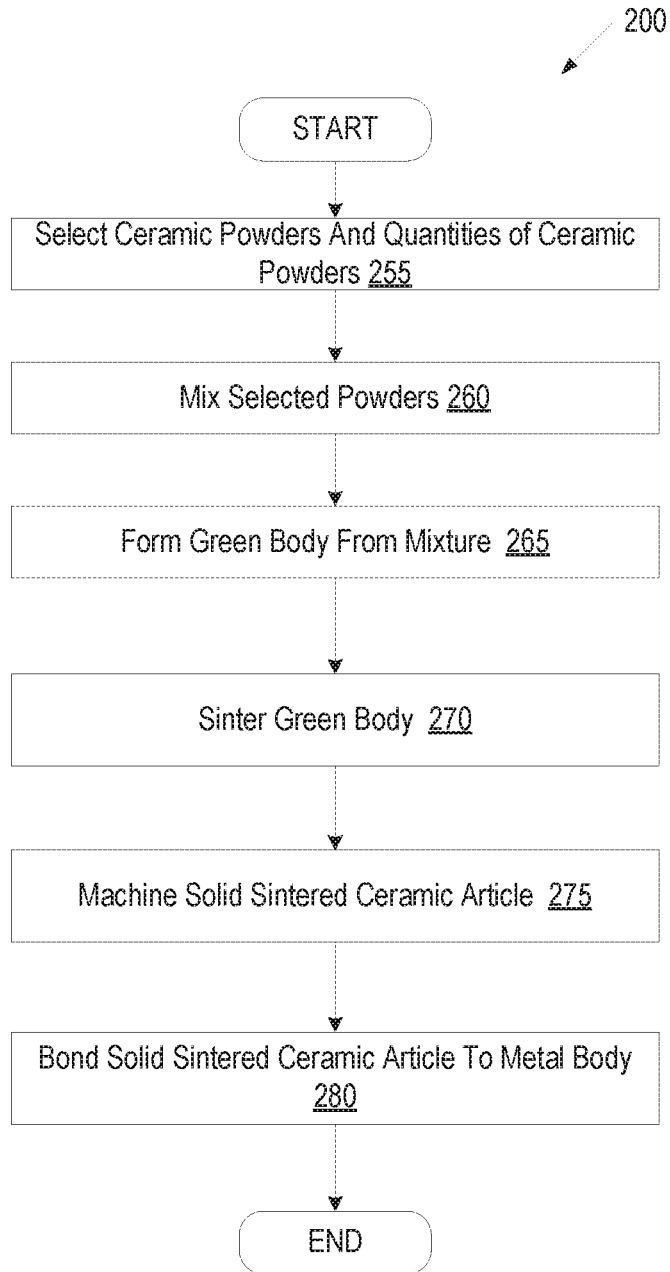 200
START
Select Ceramic Powders And Quantities of Ceramic
Powders 255
Mix Selected Powders 260
Form Green Body From Mixture 265
Sinter Green Body 270
Machine Solid Sintered Ceramic Article 275
Bond Solid Sintered Ceramic Article To Metal Body
280
END